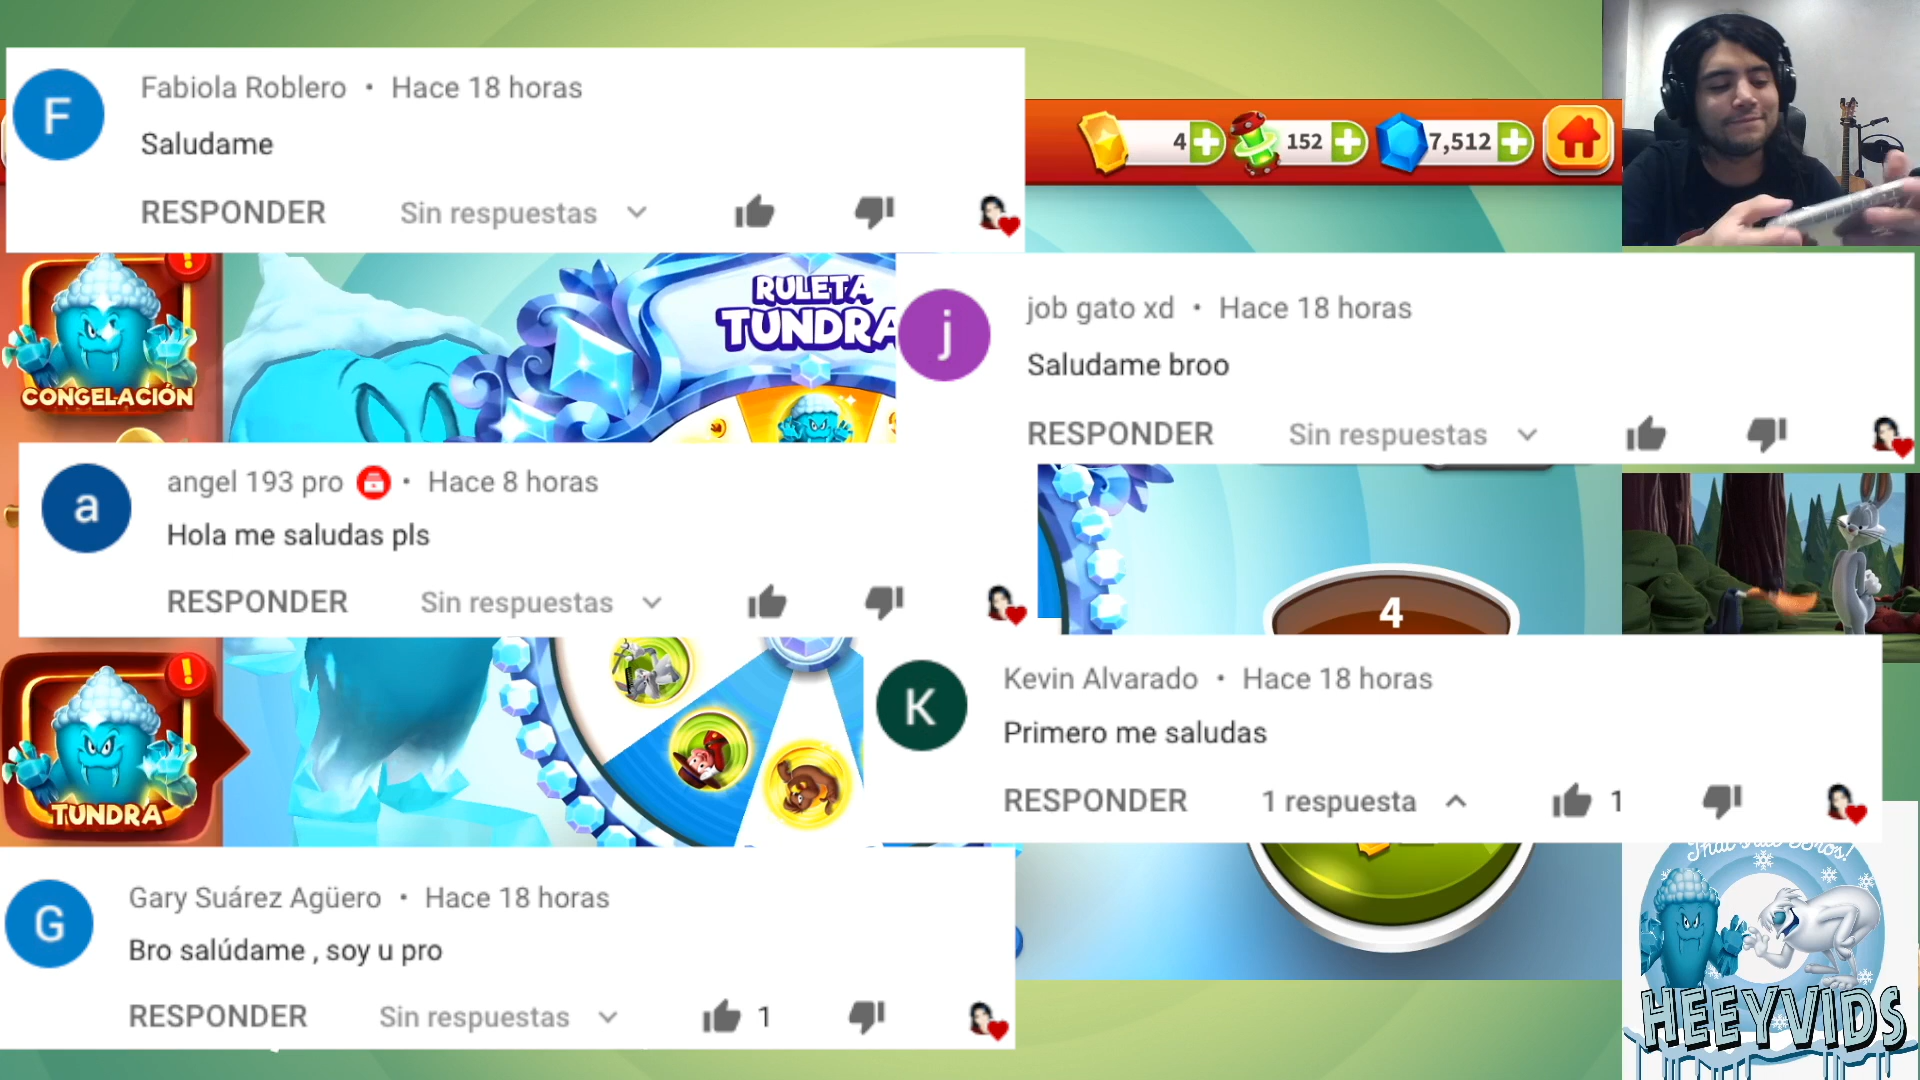 F
Fabiola Roblero • Hace 18 horas
Saludame
RESPONDER Sin respuestas
4 152 7,512
CONGELACIÓN
!
RULETA
TUNDRA
j
job gato xd • Hace 18 horas
Saludame broo
RESPONDER Sin respuestas
a
angel 193 pro • Hace 8 horas
Hola me saludas pls
RESPONDER Sin respuestas
4
!
TUNDRA
K
Kevin Alvarado • Hace 18 horas
Primero me saludas
RESPONDER 1 respuesta 1
G
Gary Suárez Agüero • Hace 18 horas
Bro salúdame , soy u pro
RESPONDER Sin respuestas 1
HEEYVIDS